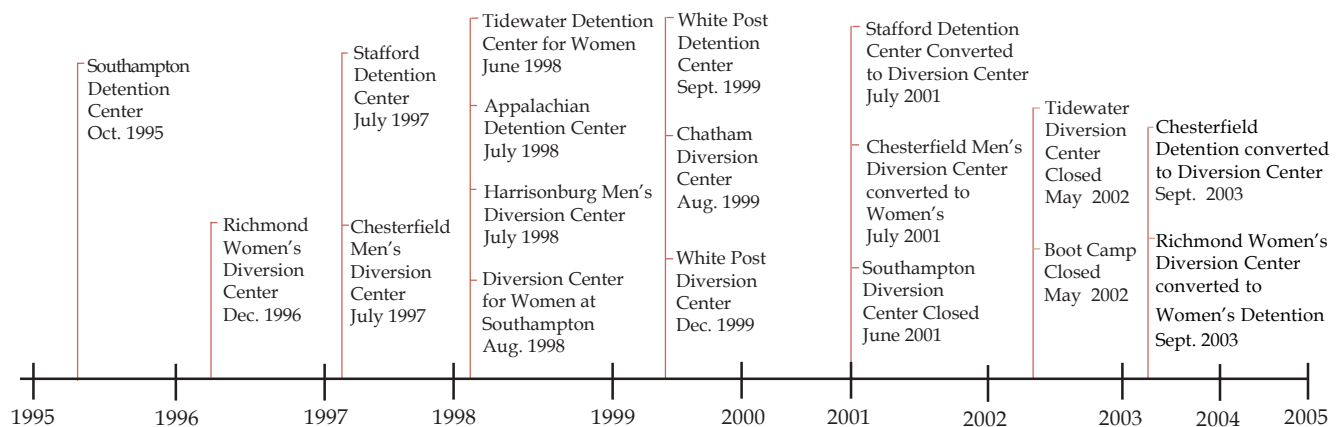 Southampton
Detention
Center
Oct. 1995
Richmond
Women's
Diversion
Center
Dec. 1996
Stafford
Detention
Center
July 1997
Chesterfield
Men's
Diversion
Center
July 1997
Tidewater Detention
Center for Women
June 1998
Appalachian
Detention Center
July 1998
Harrisonburg Men's
Diversion Center
July 1998
Diversion Center
for Women at
Southampton
Aug. 1998
White Post
Detention
Center
Sept. 1999
Chatham
Diversion
Center
Aug. 1999
White Post
Diversion
Center
Dec. 1999
Stafford Detention
Center Converted
to Diversion Center
July 2001
Chesterfield Men's
Diversion Center
converted to
Women's
July 2001
Southampton
Diversion
Center Closed
June 2001
Tidewater
Diversion
Center
Closed
May 2002
Boot Camp
Closed
May 2002
Chesterfield
Detention converted
to Diversion Center
Sept. 2003
Richmond Women's
Diversion Center
converted to
Women's Detention
Sept. 2003
1995 1996 1997 1998 1999 2000 2001 2002 2003 2004 2005